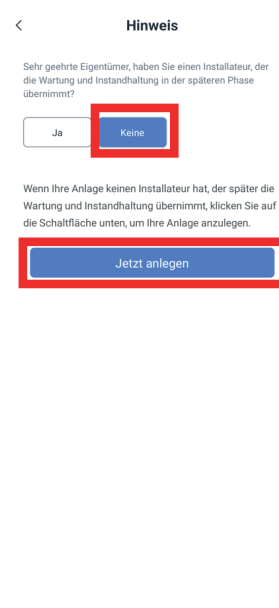 Hinweis
Sehr geehrte Eigentümer, haben Sie einen Installateur, der
die Wartung und Instandhaltung in der späteren Phase
übernimmt?
Ja
Keine
Wenn Ihre Anlage keinen Installateur hat, der später die
Wartung und Instandhaltung übernimmt, klicken Sie auf
die Schaltfläche unten, um Ihre Anlage anzulegen.
Jetzt anlegen